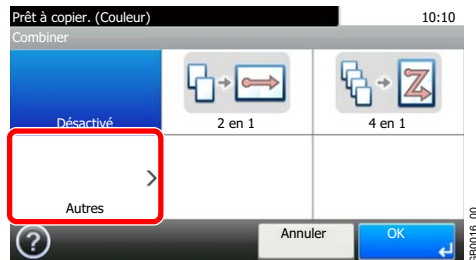 Prêt à copier. (Couleur) 10:10
Combiner
Désactivé 2 en 1 4 en 1
Autres
? Annuler OK